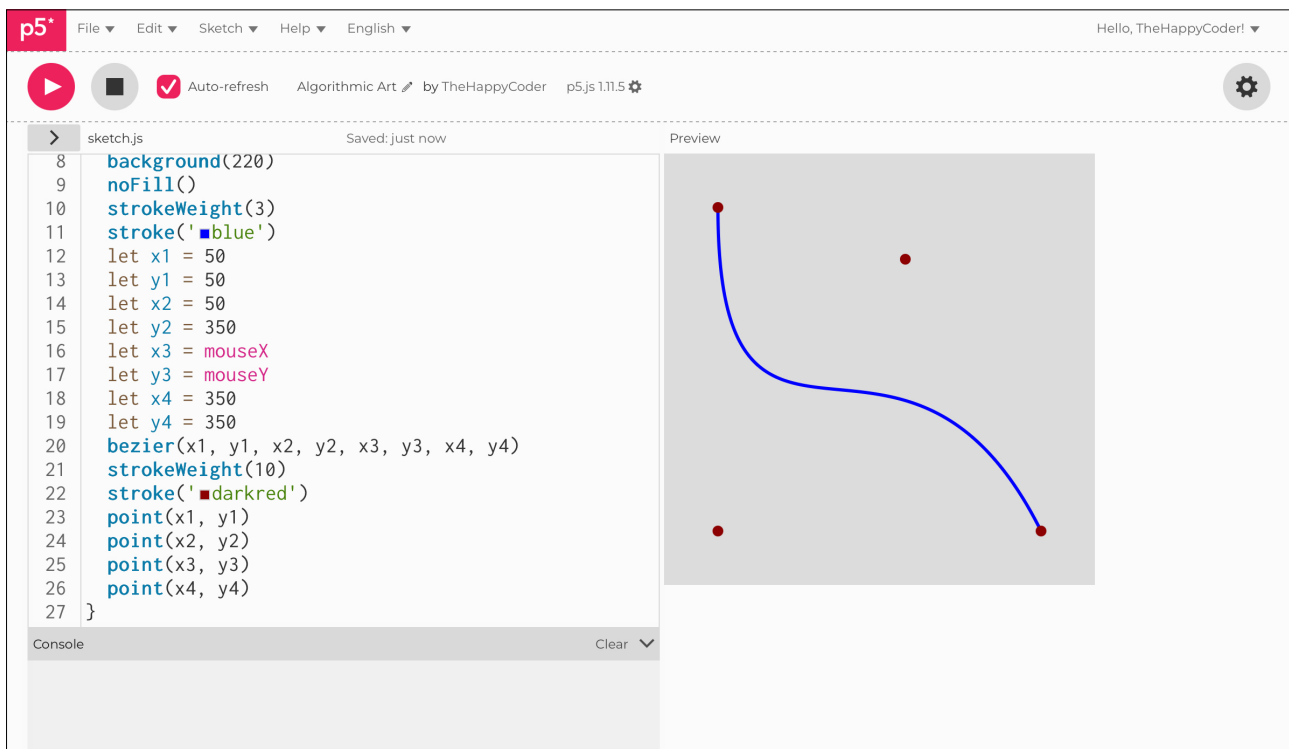 p5* File Edit Sketch Help English Hello, TheHappyCoder!
Auto-refresh Algorithmic Art by TheHappyCoder p5.js 1.11.5
sketch.js Saved: just now Preview
8 background(220)
9 noFill()
10 strokeWeight(3)
11 stroke('blue')
12 let x1 = 50
13 let y1 = 50
14 let x2 = 50
15 let y2 = 350
16 let x3 = mouseX
17 let y3 = mouseY
18 let x4 = 350
19 let y4 = 350
20 bezier(x1, y1, x2, y2, x3, y3, x4, y4)
21 strokeWeight(10)
22 stroke('darkred')
23 point(x1, y1)
24 point(x2, y2)
25 point(x3, y3)
26 point(x4, y4)
27 }
Console Clear